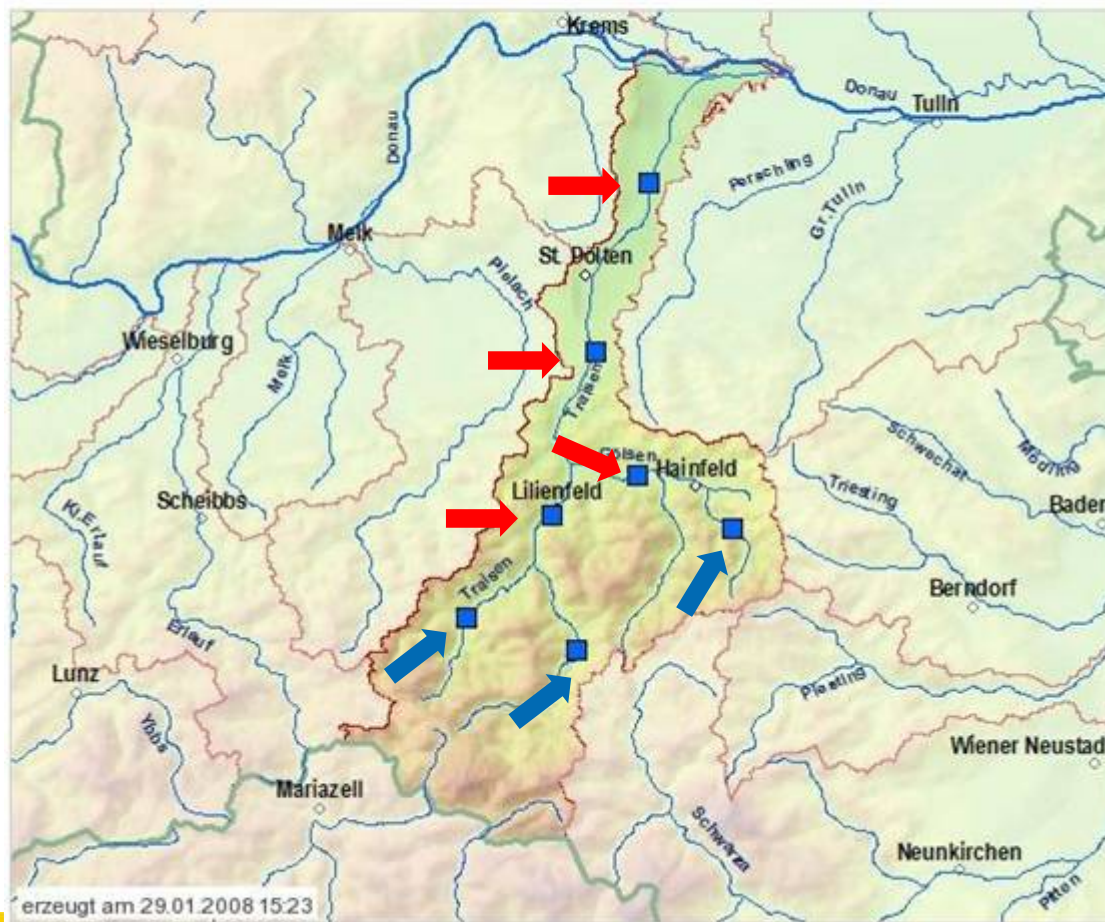 Krems
Donau
Tulln
Donau
Perschling
Gr.Tulln
Melk
St. Pölten
Pielach
Wieselburg
Melk
Traisen
Gölsen
Hainfeld
Schwechat
Mödling
Scheibbs
Lilienfeld
Triesting
Baden
Kl.Erlauf
Traisen
Berndorf
Erlauf
Lunz
Piesting
Ybbs
Wiener Neustad
Mariazell
Schwarza
Neunkirchen
Pitten
erzeugt am 29.01.2008 15:23